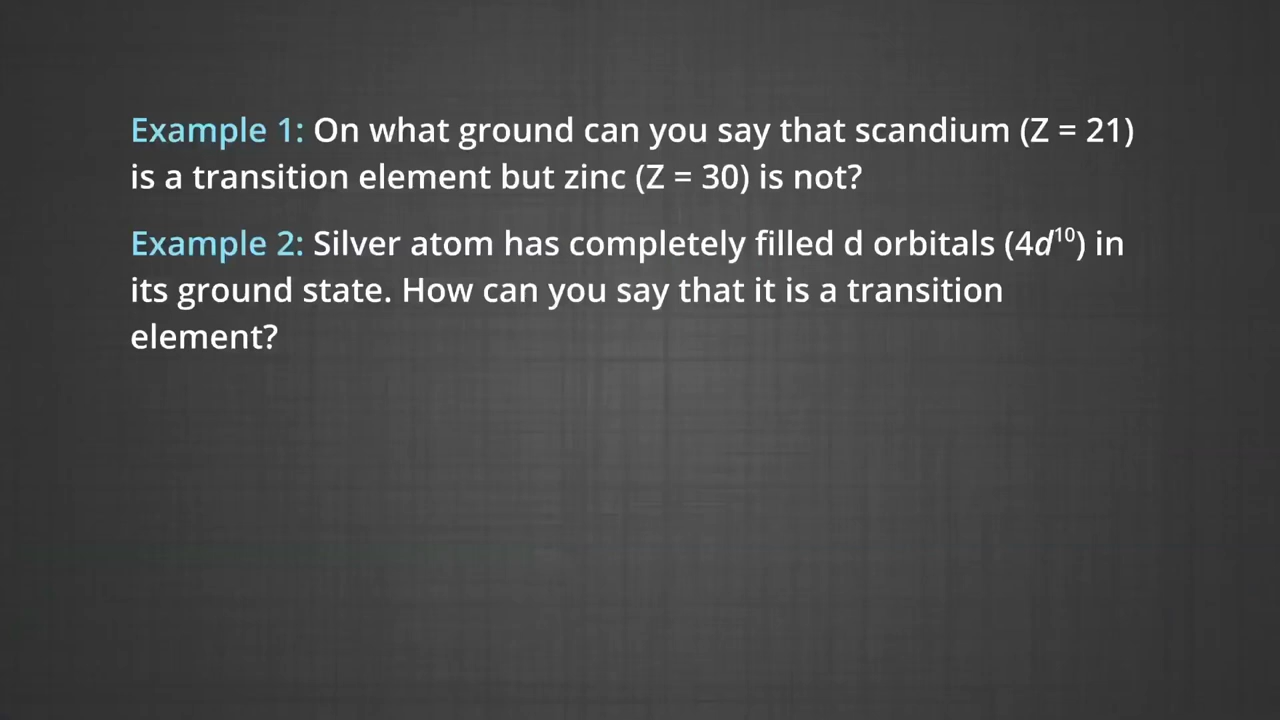 Example 1: On what ground can you say that scandium (Z = 21)
is a transition element but zinc (Z = 30) is not?
Example 2: Silver atom has completely filled d orbitals (4d¹⁰) in
its ground state. How can you say that it is a transition
element?